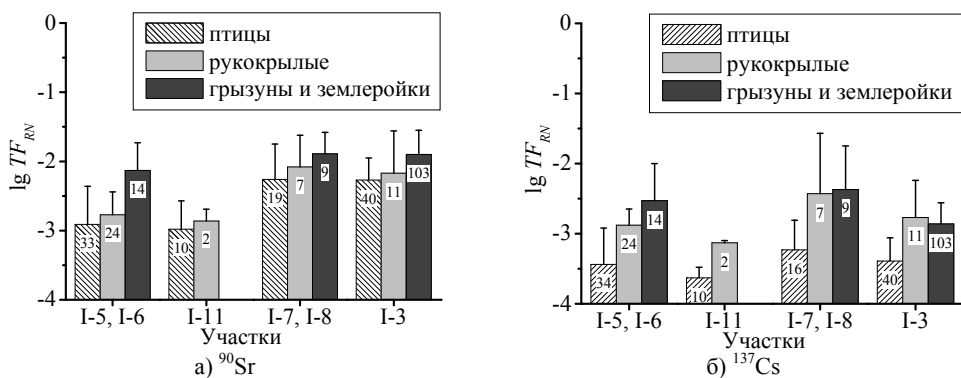 -0
-1
-2
-3
-4
lg TF_RN
птицы
рукокрылые
грызуны и землеройки
33
24
14
10
2
19
7
9
40
11
103
I-5, I-6
I-11
I-7, I-8
I-3
Участки
а) ⁹⁰Sr
-0
-1
-2
-3
-4
lg TF_RN
птицы
рукокрылые
грызуны и землеройки
34
24
14
10
2
16
7
9
40
11
103
I-5, I-6
I-11
I-7, I-8
I-3
Участки
б) ¹³⁷Cs